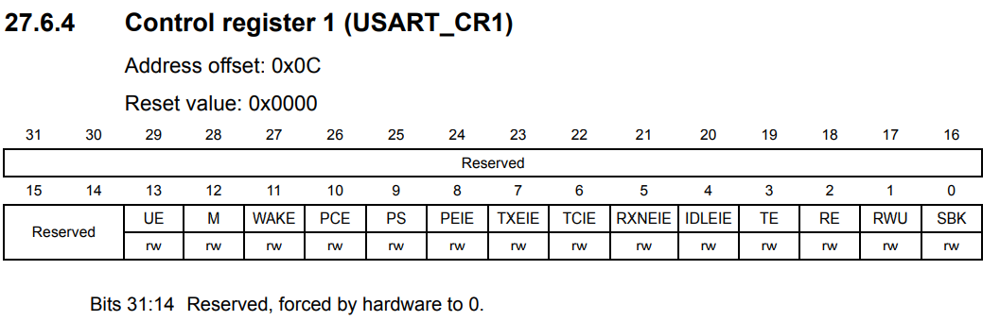 27.6.4 Control register 1 (USART_CR1)
Address offset: 0x0C
Reset value: 0x0000
31 30 29 28 27 26 25 24 23 22 21 20 19 18 17 16
Reserved
15 14 13 12 11 10 9 8 7 6 5 4 3 2 1 0
Reserved UE M WAKE PCE PS PEIE TXEIE TCIE RXNEIE IDLEIE TE RE RWU SBK
rw rw rw rw rw rw rw rw rw rw rw rw rw rw
Bits 31:14 Reserved, forced by hardware to 0.